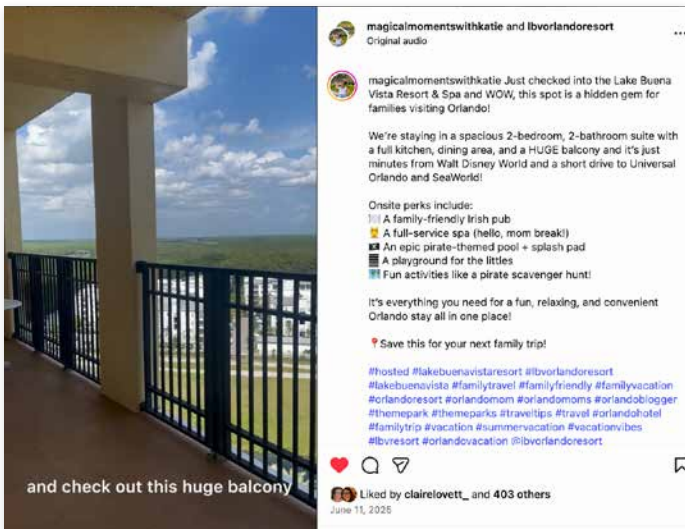 magicalmomentswithkatie and lbvorlandoresort
Original audio
magicalmomentswithkatie Just checked into the Lake Buena
Vista Resort & Spa and WOW, this spot is a hidden gem for
families visiting Orlando!
We're staying in a spacious 2-bedroom, 2-bathroom suite with
a full kitchen, dining area, and a HUGE balcony and it's just
minutes from Walt Disney World and a short drive to Universal
Orlando and SeaWorld!
Onsite perks include:
🍽️ A family-friendly Irish pub
💆 A full-service spa (hello, mom break!)
🏴‍☠️ An epic pirate-themed pool + splash pad
A playground for the littles
🗺️ Fun activities like a pirate scavenger hunt!
It's everything you need for a fun, relaxing, and convenient
Orlando stay all in one place!
📍Save this for your next family trip!
#hosted #lakebuenavistaresort #lbvorlandoresort
#lakebuenavista #familytravel #familyfriendly #familyvacation
#orlandoresort #orlandomom #orlandomoms #orlandoblogger
#themepark #themeparks #traveltips #travel #orlandohotel
#familytrip #vacation #summervacation #vacationvibes
#lbvresort #orlandovacation @lbvorlandoresort
and check out this huge balcony
Liked by clairelovett_ and 403 others
June 11, 2025